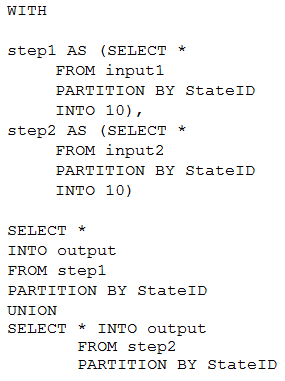 WITH
step1 AS (SELECT *
FROM input1
PARTITION BY StateID
INTO 10),
step2 AS (SELECT *
FROM input2
PARTITION BY StateID
INTO 10)
SELECT *
INTO output
FROM step1
PARTITION BY StateID
UNION
SELECT * INTO output
FROM step2
PARTITION BY StateID